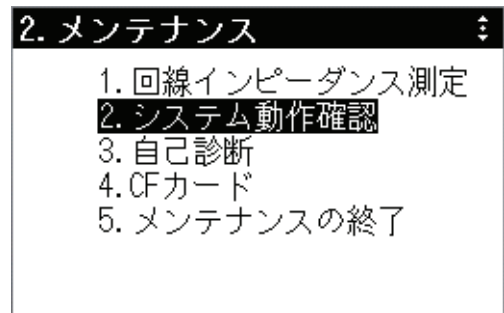 2.メンテナンス
1.回線インピーダンス測定
2.システム動作確認
3.自己診断
4.CFカード
5.メンテナンスの終了